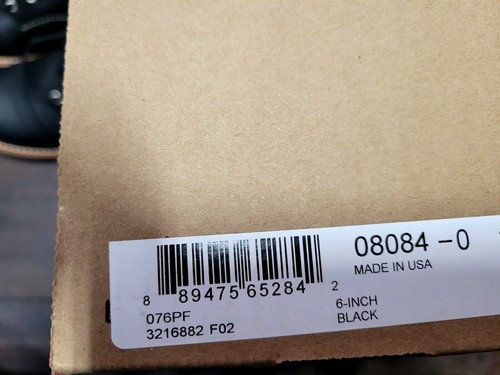 08084 -0
MADE IN USA
8 89475 65284 2
076PF
3216882 F02
6-INCH
BLACK